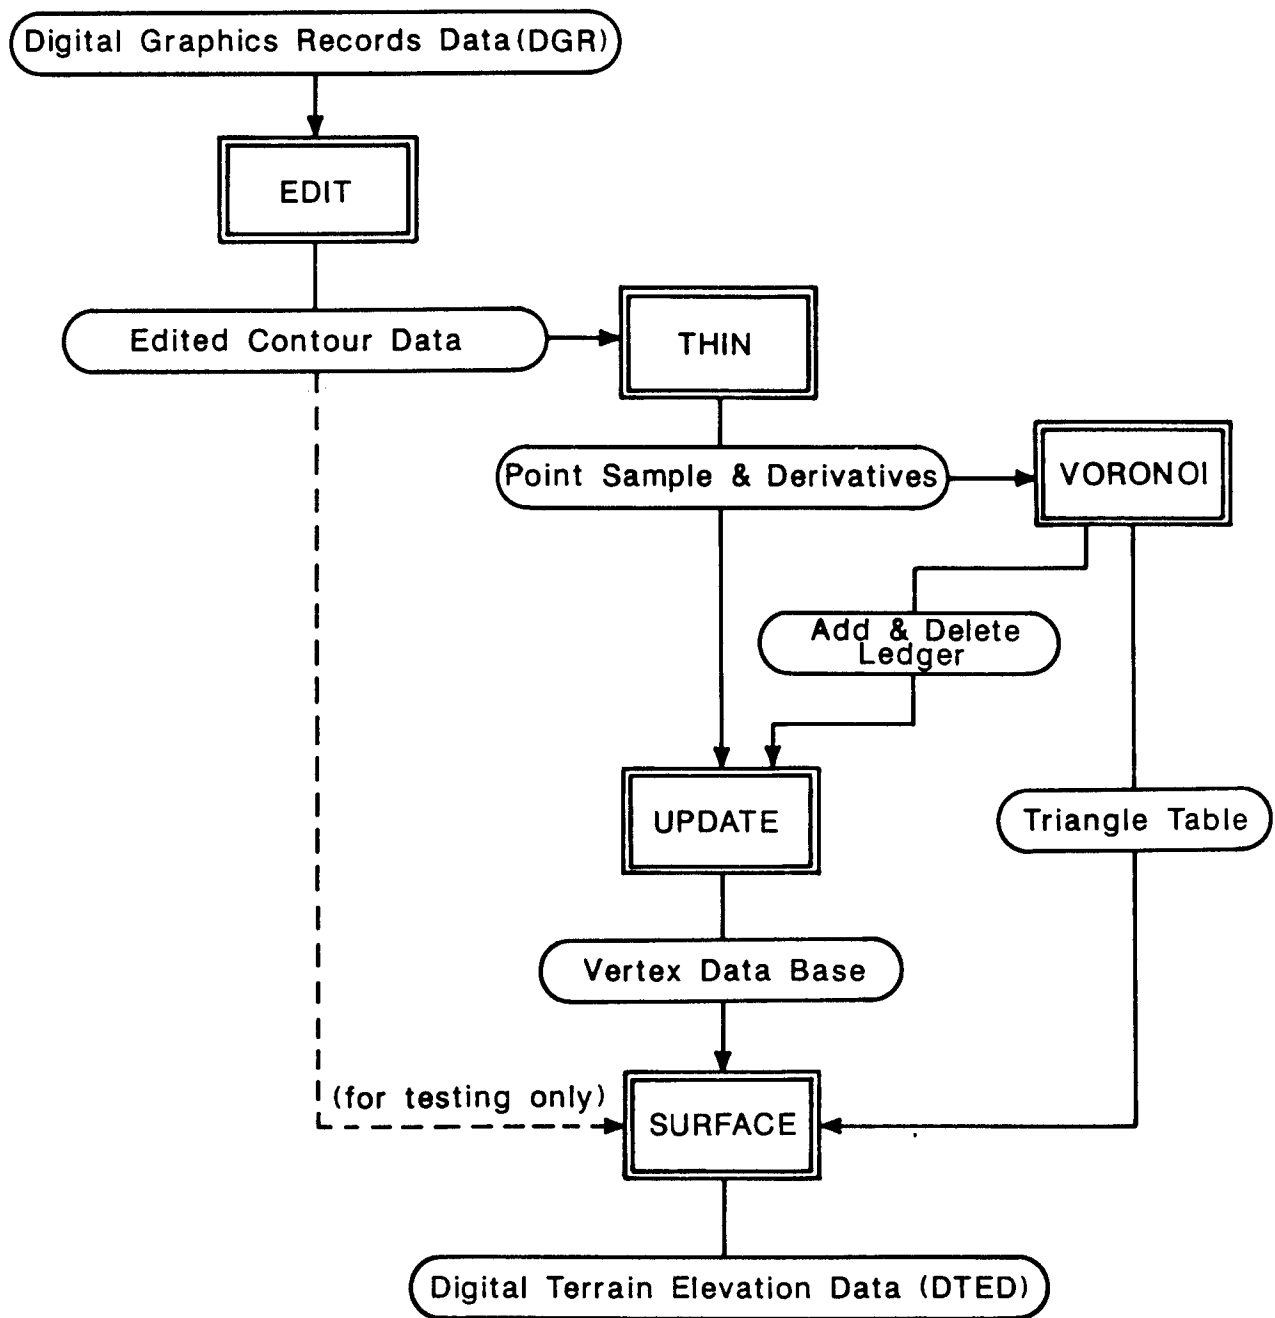 Digital Graphics Records Data(DGR)
EDIT
Edited Contour Data
THIN
Point Sample & Derivatives
VORONOI
Add & Delete
Ledger
UPDATE
Triangle Table
Vertex Data Base
(for testing only)
SURFACE
Digital Terrain Elevation Data (DTED)